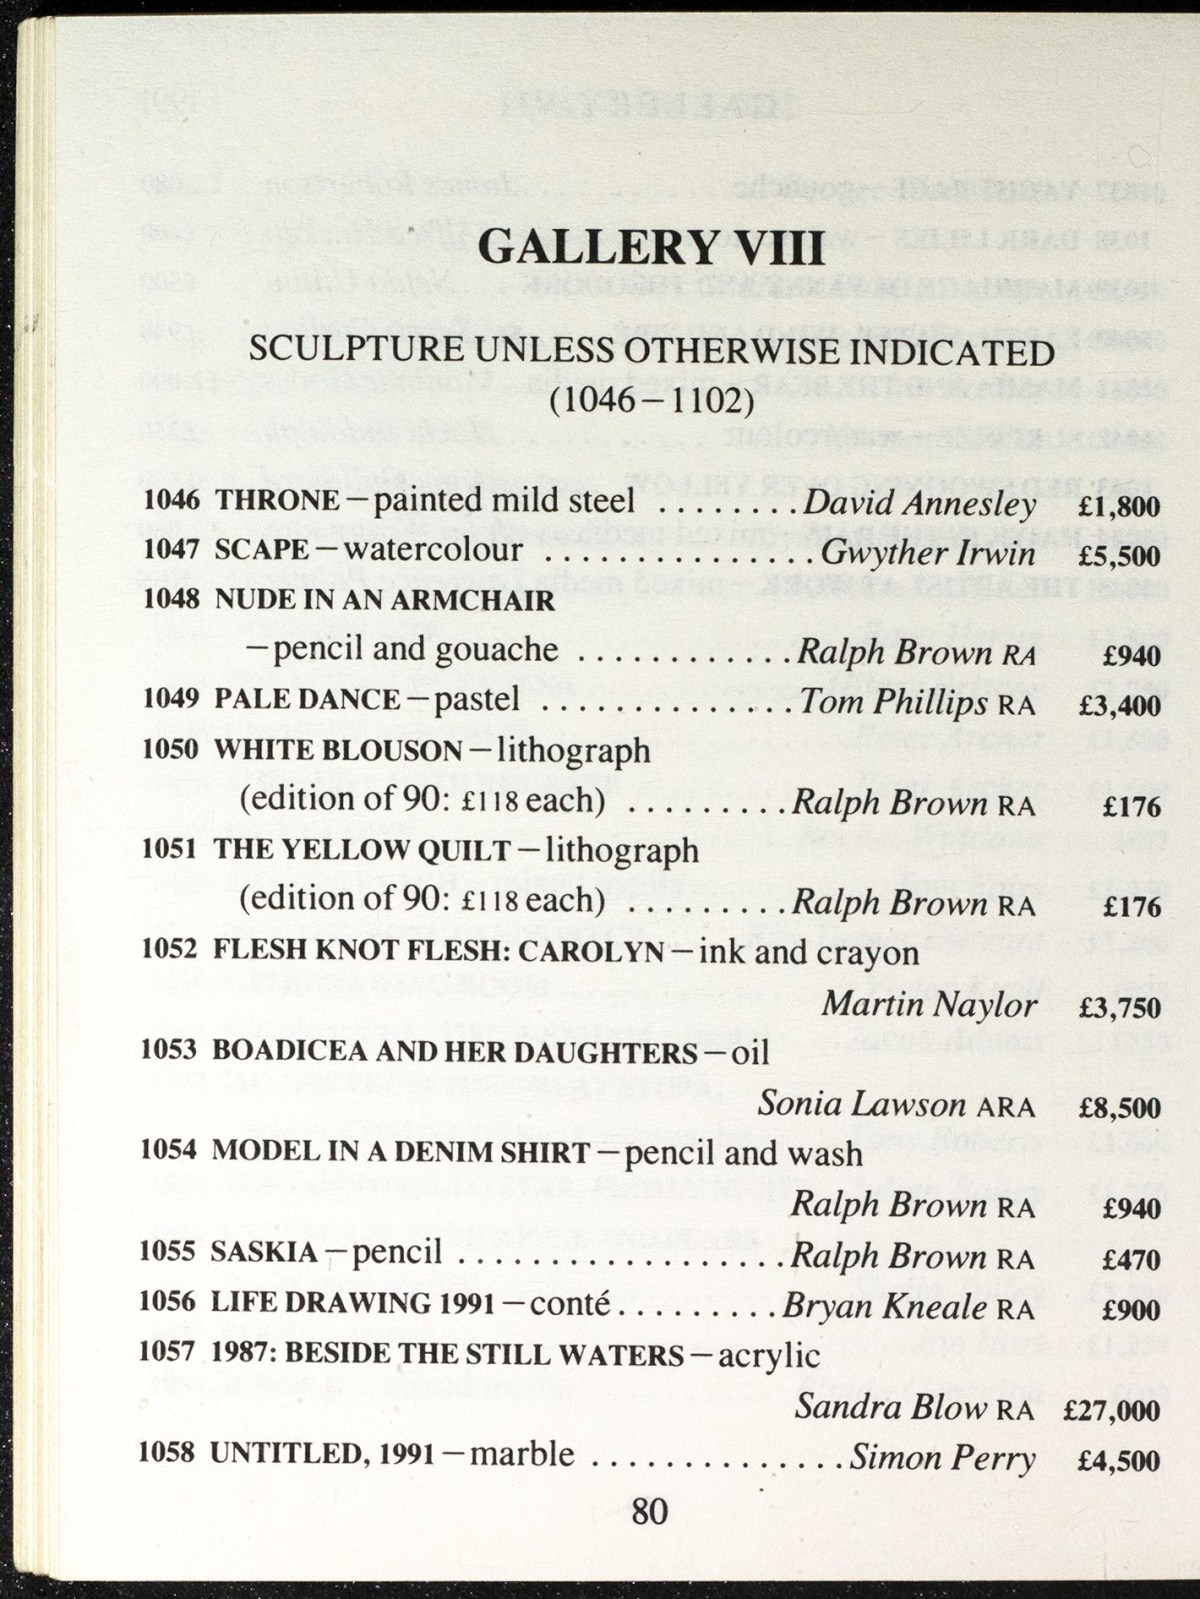 GALLERY VIII
SCULPTURE UNLESS OTHERWISE INDICATED
(1046–1102)
1046 THRONE – painted mild steel ........ David Annesley £1,800
1047 SCAPE – watercolour ............... Gwyther Irwin £5,500
1048 NUDE IN AN ARMCHAIR
– pencil and gouache ............ Ralph Brown RA £940
1049 PALE DANCE – pastel .............. Tom Phillips RA £3,400
1050 WHITE BLOUSON – lithograph
(edition of 90: £118 each) ......... Ralph Brown RA £176
1051 THE YELLOW QUILT – lithograph
(edition of 90: £118 each) ......... Ralph Brown RA £176
1052 FLESH KNOT FLESH: CAROLYN – ink and crayon
Martin Naylor £3,750
1053 BOADICEA AND HER DAUGHTERS – oil
Sonia Lawson ARA £8,500
1054 MODEL IN A DENIM SHIRT – pencil and wash
Ralph Brown RA £940
1055 SASKIA – pencil .................. Ralph Brown RA £470
1056 LIFE DRAWING 1991 – conté ......... Bryan Kneale RA £900
1057 1987: BESIDE THE STILL WATERS – acrylic
Sandra Blow RA £27,000
1058 UNTITLED, 1991 – marble .............. Simon Perry £4,500
80